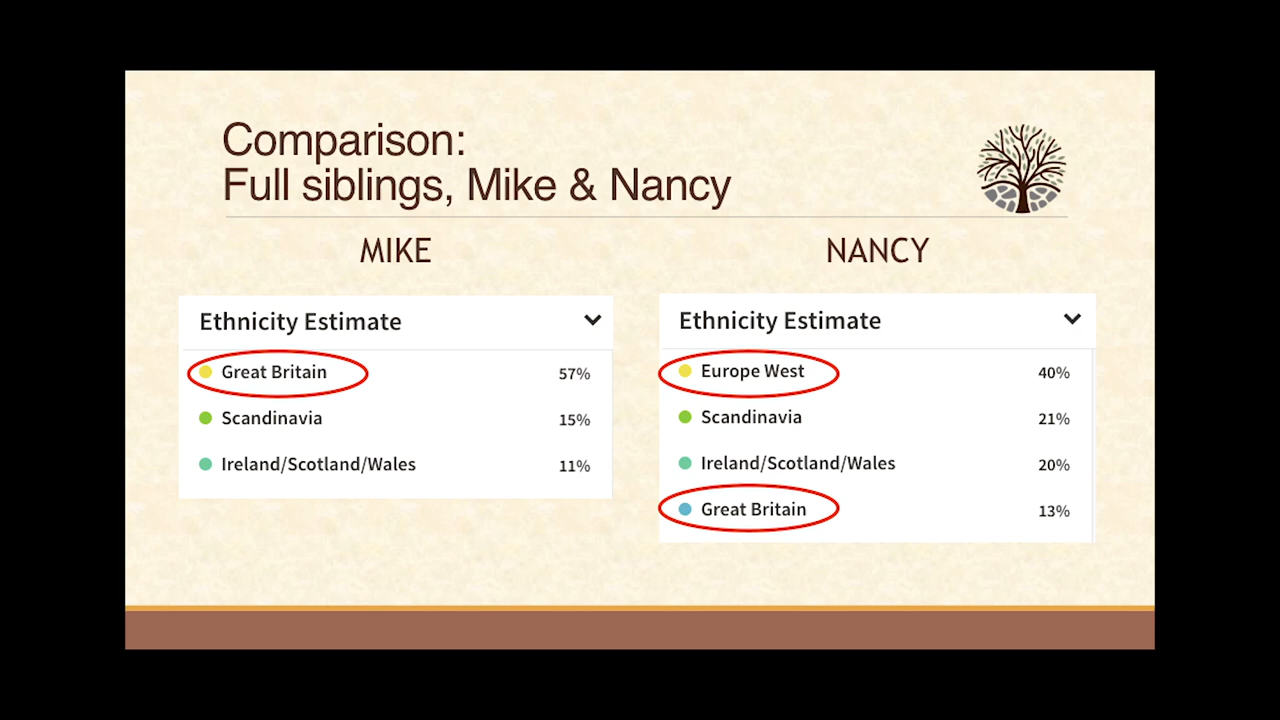 Comparison:
Full siblings, Mike & Nancy
MIKE
Ethnicity Estimate
Great Britain 57%
Scandinavia 15%
Ireland/Scotland/Wales 11%
NANCY
Ethnicity Estimate
Europe West 40%
Scandinavia 21%
Ireland/Scotland/Wales 20%
Great Britain 13%